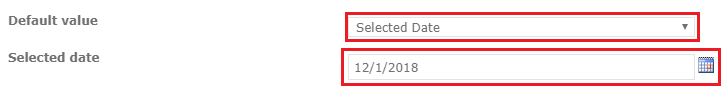 Default value
Selected Date
Selected date
12/1/2018